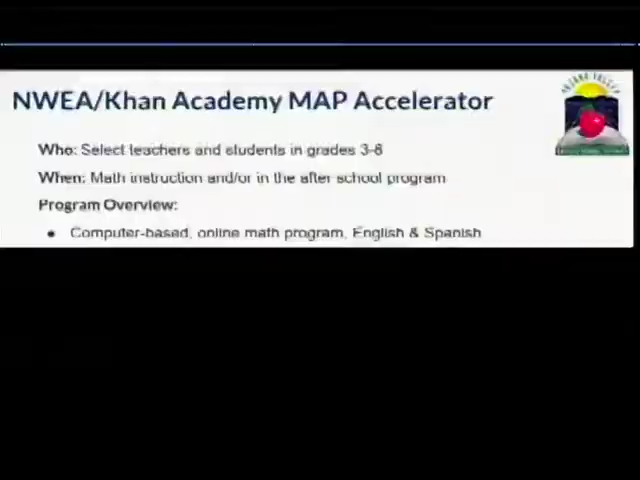 NWEA/Khan Academy MAP Accelerator
Who: Select teachers and students in grades 3-8
When: Math instruction and/or in the after school program
Program Overview:
● Computer-based, online math program, English & Spanish